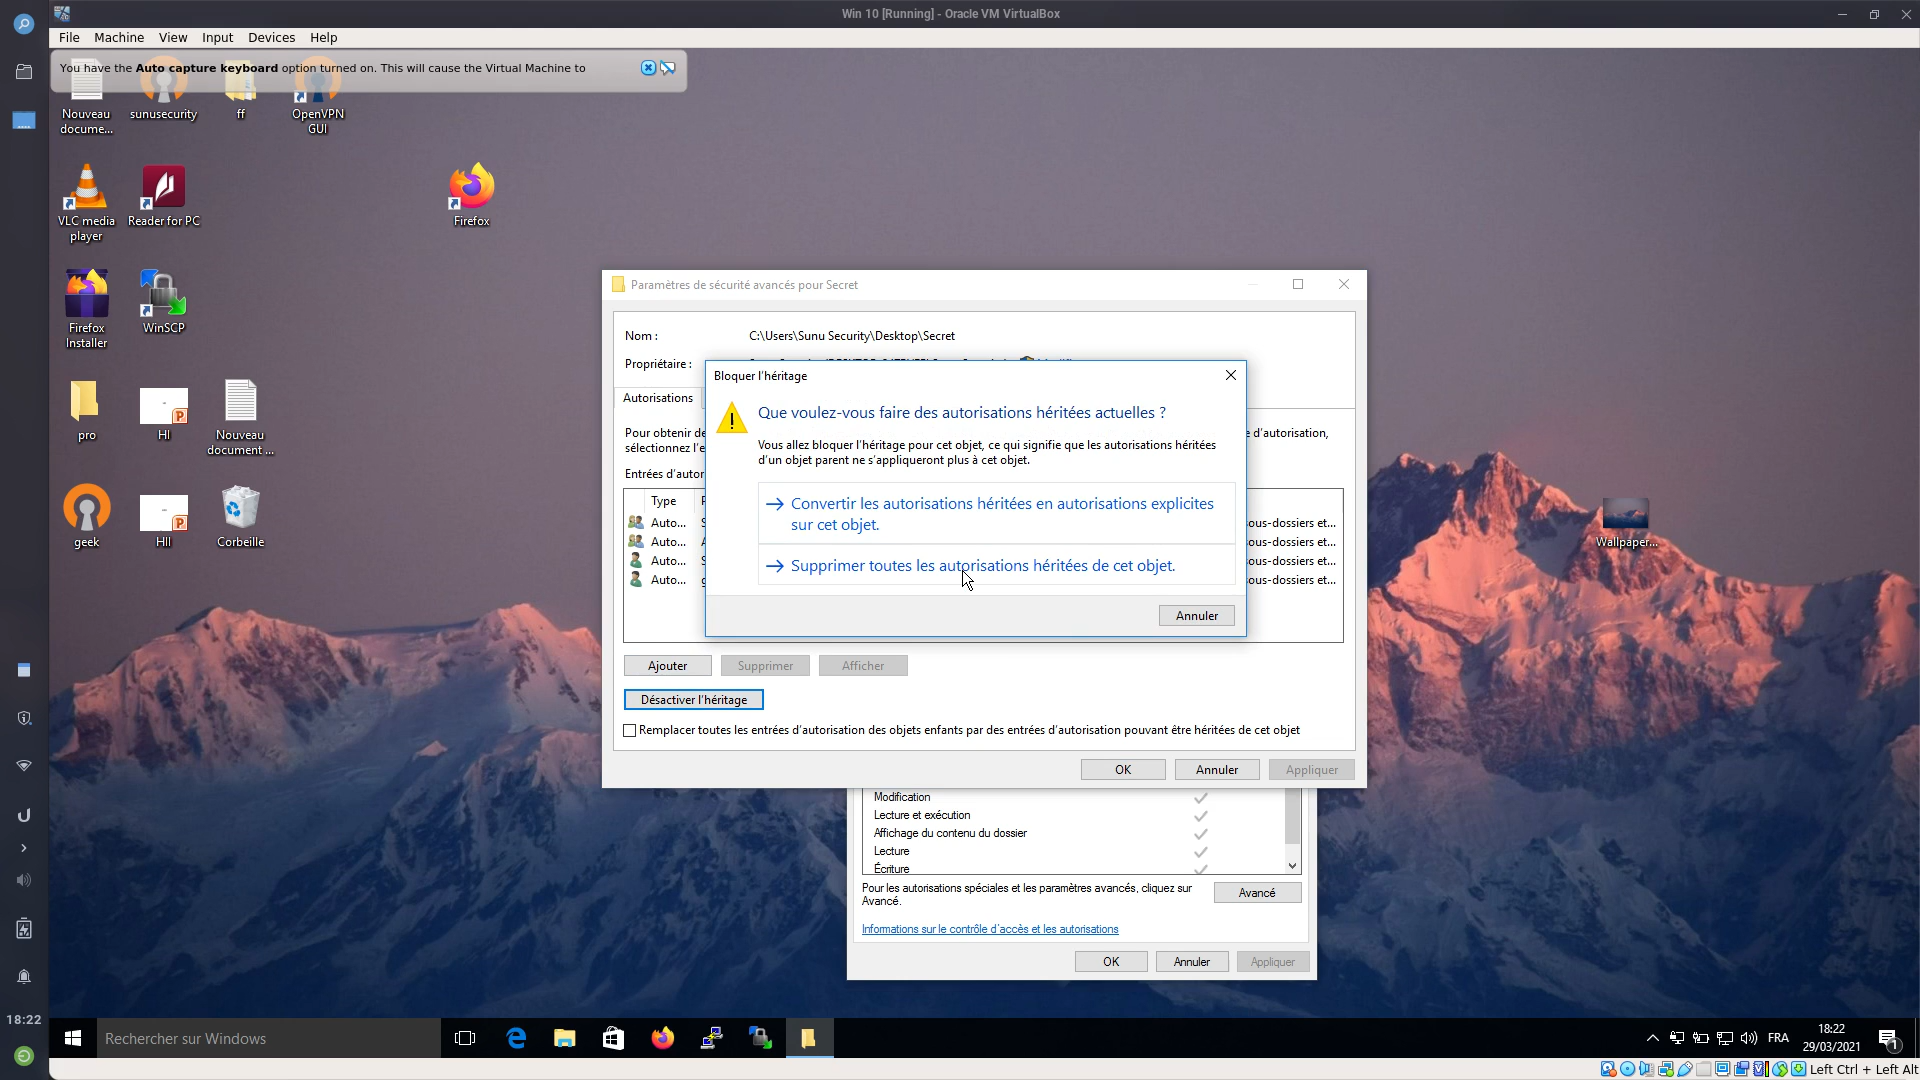 Win 10 [Running] - Oracle VM VirtualBox
File Machine View Input Devices Help
You have the Auto capture keyboard option turned on. This will cause the Virtual Machine to
Nouveau
docume...
sunusecurity
ff
OpenVPN
GUI
VLC media
player
Reader for PC
Firefox
Firefox
Installer
WinSCP
pro
HI
Nouveau
document ...
geek
HII
Corbeille
Wallpaper...
Paramètres de sécurité avancés pour Secret
Nom :
C:\Users\Sunu Security\Desktop\Secret
Propriétaire :
Autorisations
Pour obtenir de
e d'autorisation,
sélectionnez l'e
Entrées d'autor
Type
Auto...
ous-dossiers et...
Auto...
ous-dossiers et...
Auto...
ous-dossiers et...
Auto...
ous-dossiers et...
Bloquer l'héritage
Que voulez-vous faire des autorisations héritées actuelles ?
Vous allez bloquer l'héritage pour cet objet, ce qui signifie que les autorisations héritées
d'un objet parent ne s'appliqueront plus à cet objet.
Convertir les autorisations héritées en autorisations explicites
sur cet objet.
Supprimer toutes les autorisations héritées de cet objet.
Annuler
Ajouter
Supprimer
Afficher
Désactiver l'héritage
Remplacer toutes les entrées d'autorisation des objets enfants par des entrées d'autorisation pouvant être héritées de cet objet
OK
Annuler
Appliquer
Modification
Lecture et exécution
Affichage du contenu du dossier
Lecture
Écriture
Pour les autorisations spéciales et les paramètres avancés, cliquez sur
Avancé.
Avancé
Informations sur le contrôle d'accès et les autorisations
OK
Annuler
Appliquer
18:22
Rechercher sur Windows
FRA
18:22
29/03/2021
1
Left Ctrl + Left Alt